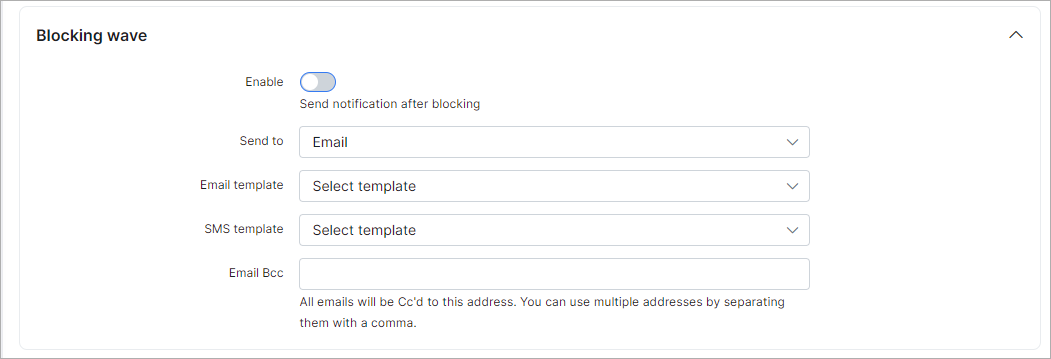 Blocking wave
Enable
Send notification after blocking
Send to
Email
Email template
Select template
SMS template
Select template
Email Bcc
All emails will be Cc'd to this address. You can use multiple addresses by separating
them with a comma.